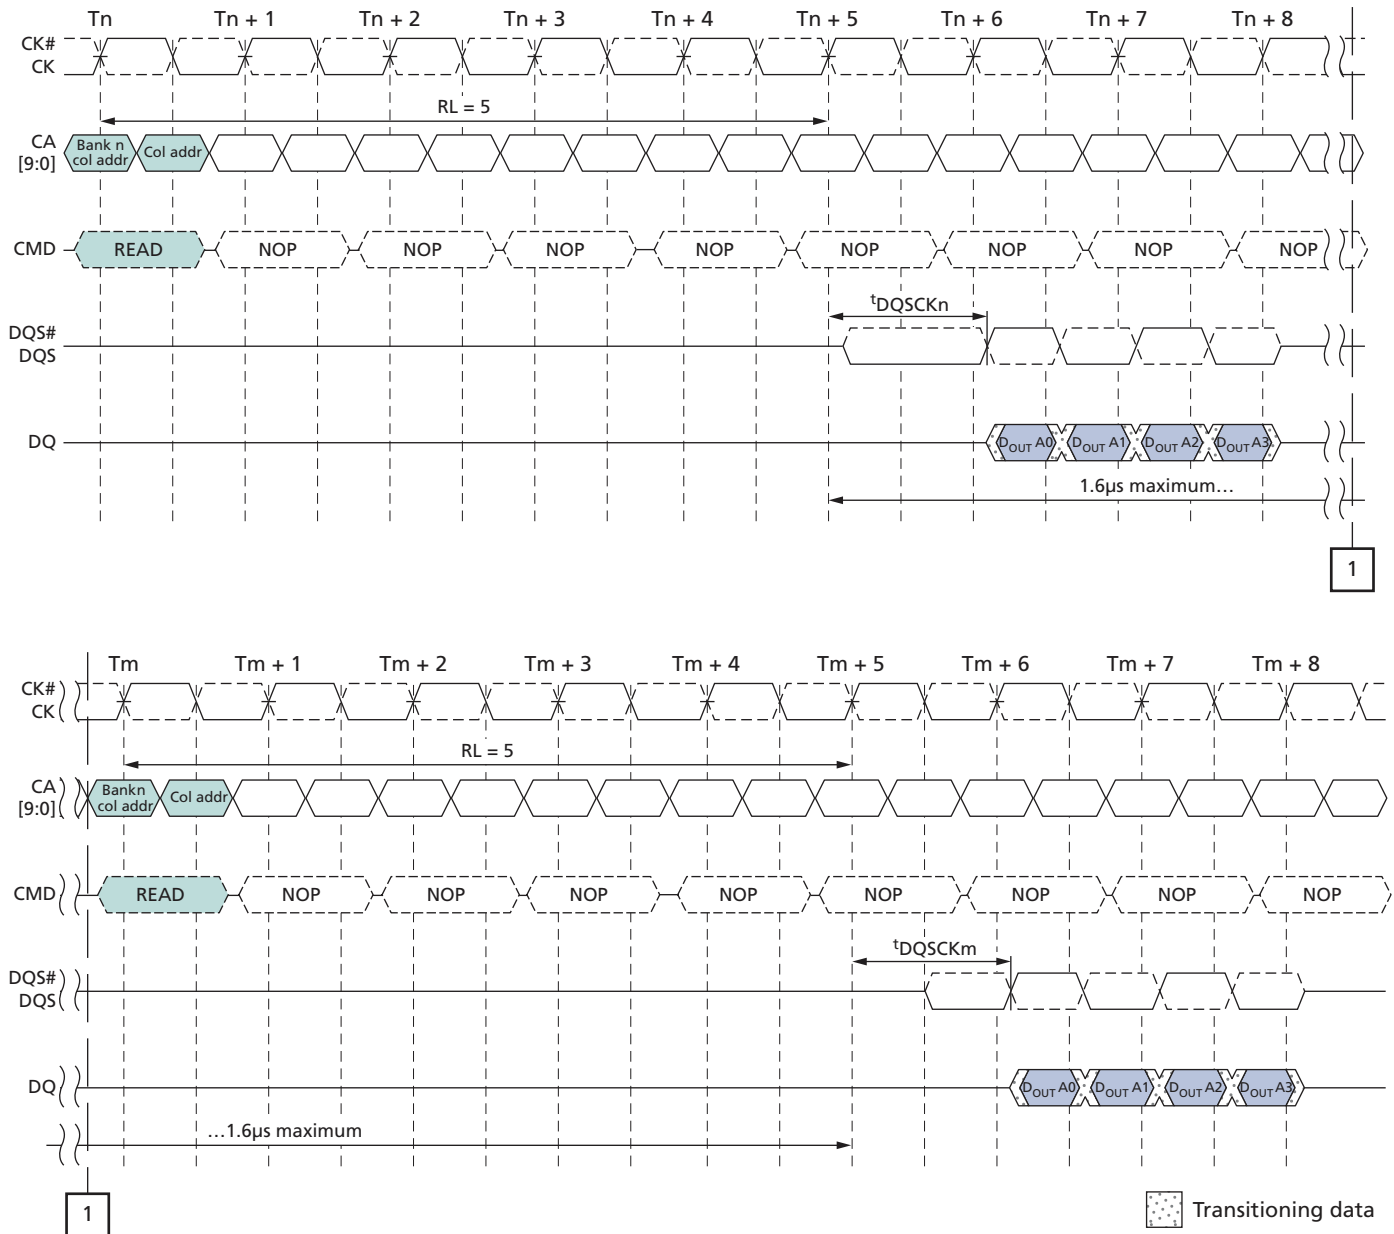 Tn Tn + 1 Tn + 2 Tn + 3 Tn + 4 Tn + 5 Tn + 6 Tn + 7 Tn + 8
CK#
CK
RL = 5
CA
[9:0]
Bank n
col addr
Col addr
CMD READ NOP NOP NOP NOP NOP NOP NOP NOP
tDQSCKn
DQS#
DQS
DQ DOUT A0 DOUT A1 DOUT A2 DOUT A3
1.6µs maximum…
1
Tm Tm + 1 Tm + 2 Tm + 3 Tm + 4 Tm + 5 Tm + 6 Tm + 7 Tm + 8
CK#
CK
RL = 5
CA
[9:0]
Bankn
col addr
Col addr
CMD READ NOP NOP NOP NOP NOP NOP NOP NOP
tDQSCKm
DQS#
DQS
DQ DOUT A0 DOUT A1 DOUT A2 DOUT A3
…1.6µs maximum
1
Transitioning data